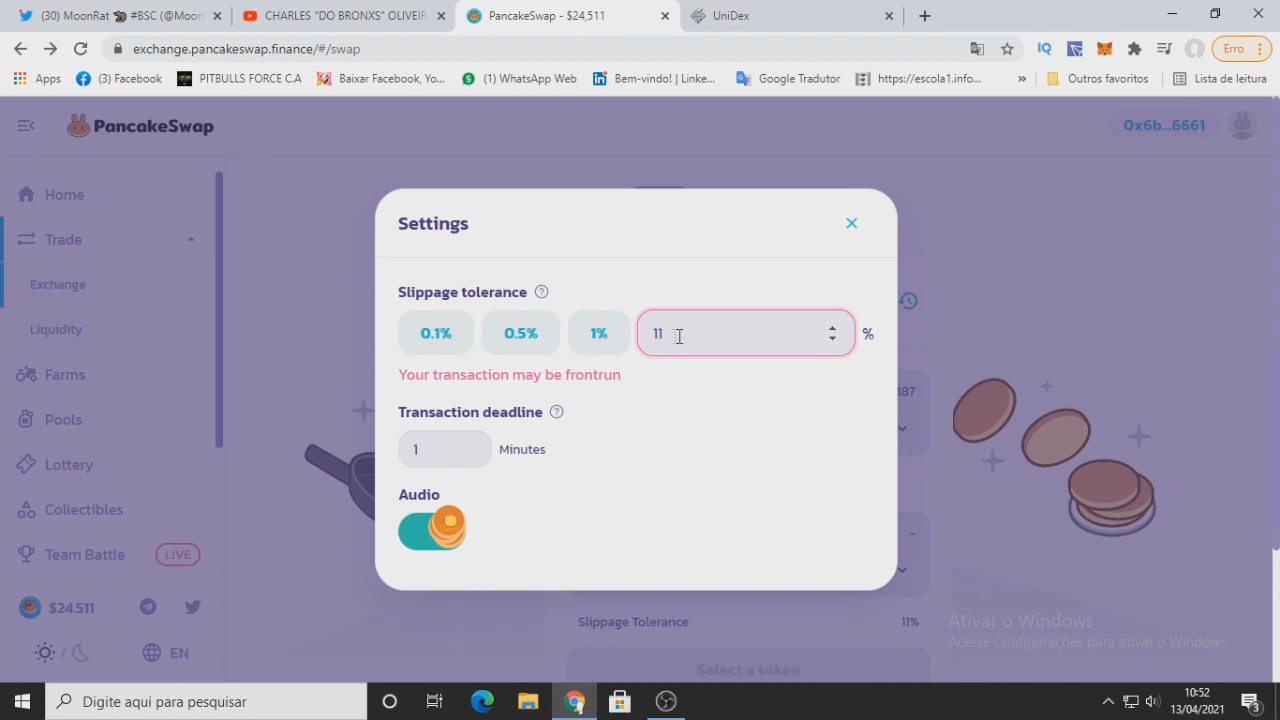 (30) MoonRat 🐀 #BSC (@Moon
CHARLES "DO BRONXS" OLIVEIR
PancakeSwap - $24,511
UniDex
exchange.pancakeswap.finance/#/swap
IQ
Erro
Apps
(3) Facebook
PITBULLS FORCE C.A
Baixar Facebook, Yo...
(1) WhatsApp Web
Bem-vindo! | Linke...
Google Tradutor
https://escola1.info...
»
Outros favoritos
Lista de leitura
PancakeSwap
0x6b...6661
Home
Trade
Exchange
Liquidity
Farms
Pools
Lottery
Collectibles
Team Battle
LIVE
$24.511
/
EN
Settings
Slippage tolerance
0.1%
0.5%
1%
11
%
Your transaction may be frontrun
Transaction deadline
1
Minutes
Audio
387
-
Slippage Tolerance
11%
Select a token
Ativar o Windows
Acesse Configurações para ativar o Windows.
Digite aqui para pesquisar
10:52
13/04/2021
3